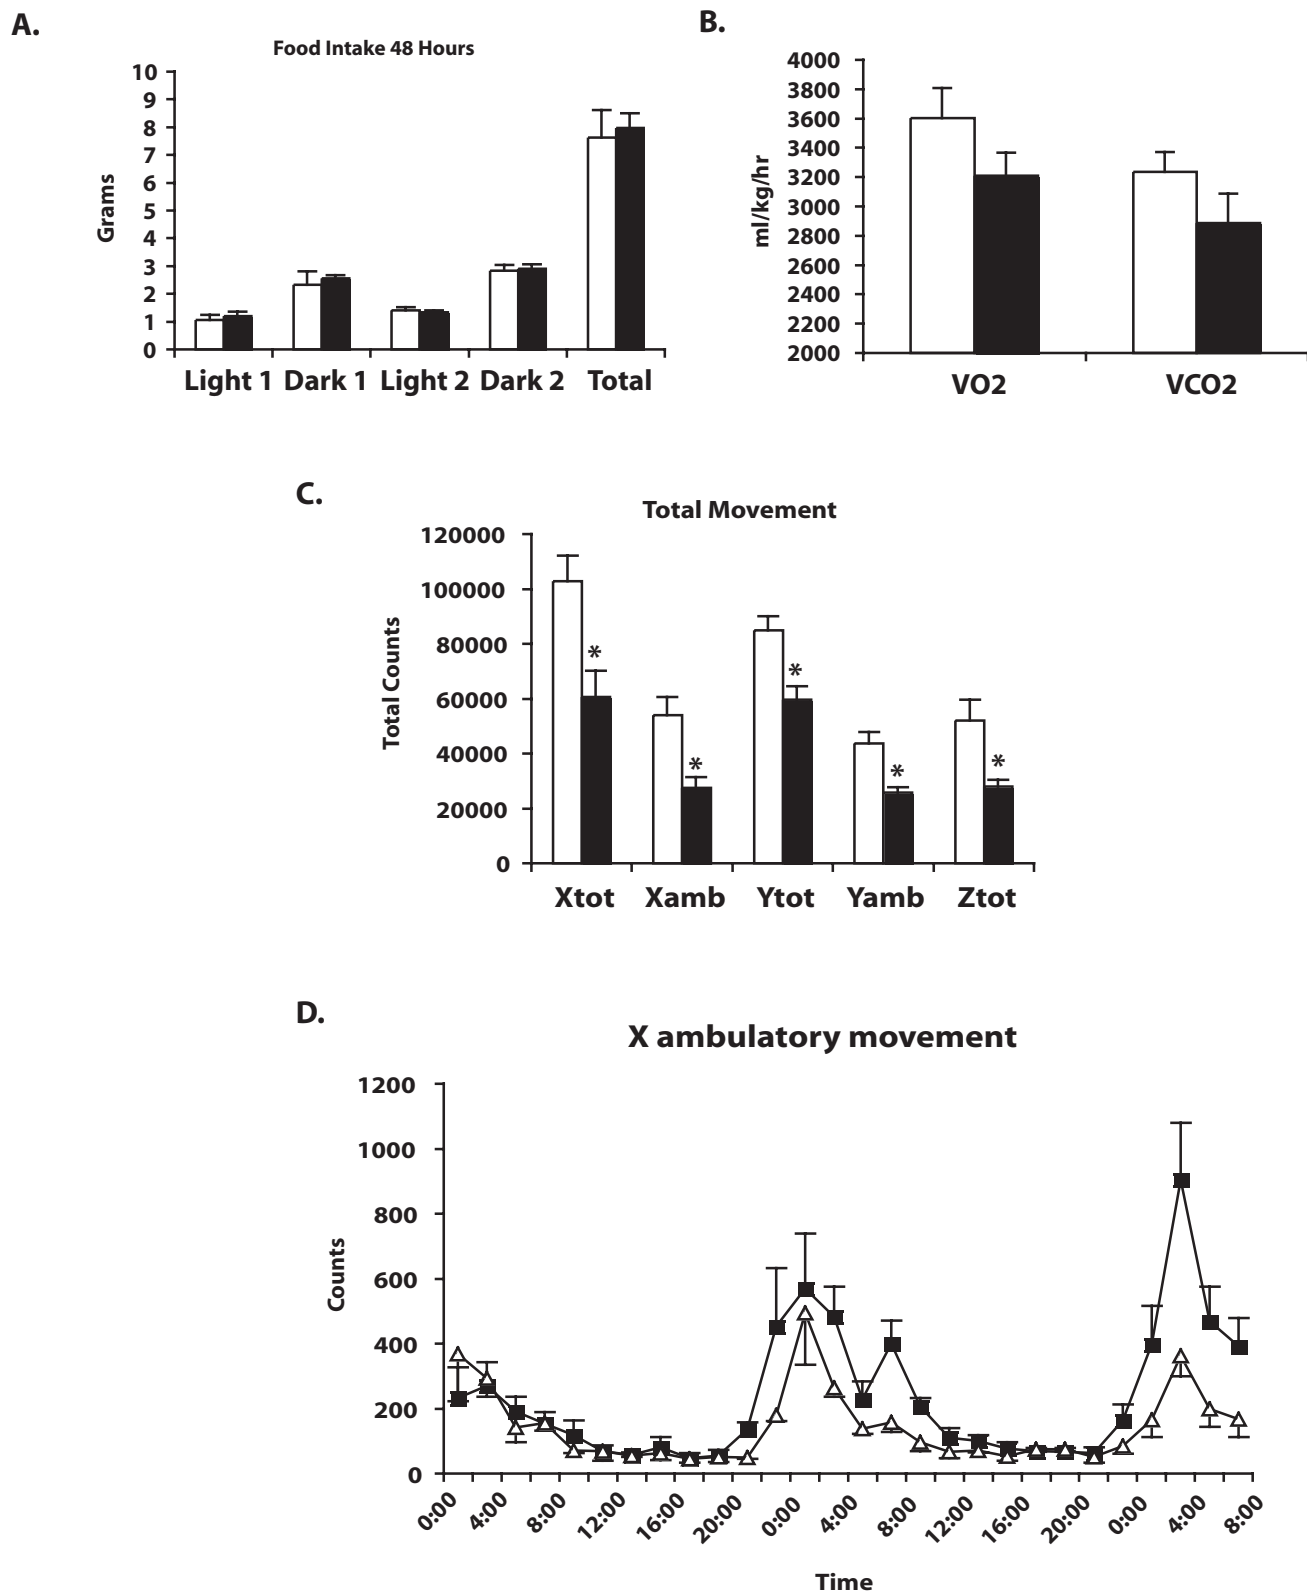 A.
Food Intake 48 Hours
10
9
8
7
6
5
4
3
2
1
0
Grams
Light 1 Dark 1 Light 2 Dark 2 Total
B.
4000
3800
3600
3400
3200
3000
2800
2600
2400
2200
2000
ml/kg/hr
VO2 VCO2
C.
Total Movement
120000
100000
80000
60000
40000
20000
0
Total Counts
* * * * *
Xtot Xamb Ytot Yamb Ztot
D.
X ambulatory movement
1200
1000
800
600
400
200
0
Counts
0:00 4:00 8:00 12:00 16:00 20:00 0:00 4:00 8:00 12:00 16:00 20:00 0:00 4:00 8:00
Time